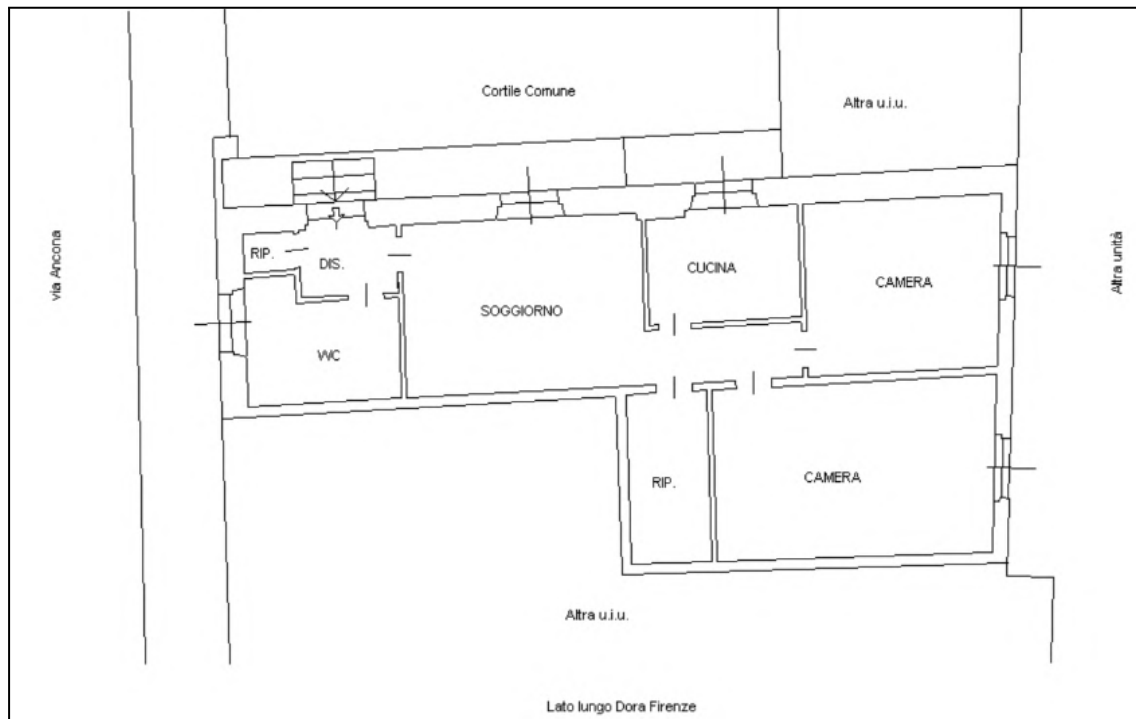 Cortile Comune
Altra u.i.u.
via Ancona
RIP.
DIS.
CUCINA
CAMERA
Altra unità
SOGGIORNO
WC
RIP.
CAMERA
Altra u.i.u.
Lato lungo Dora Firenze